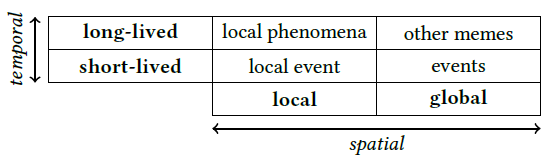 temporal
long-lived local phenomena other memes
short-lived local event events
local global
spatial